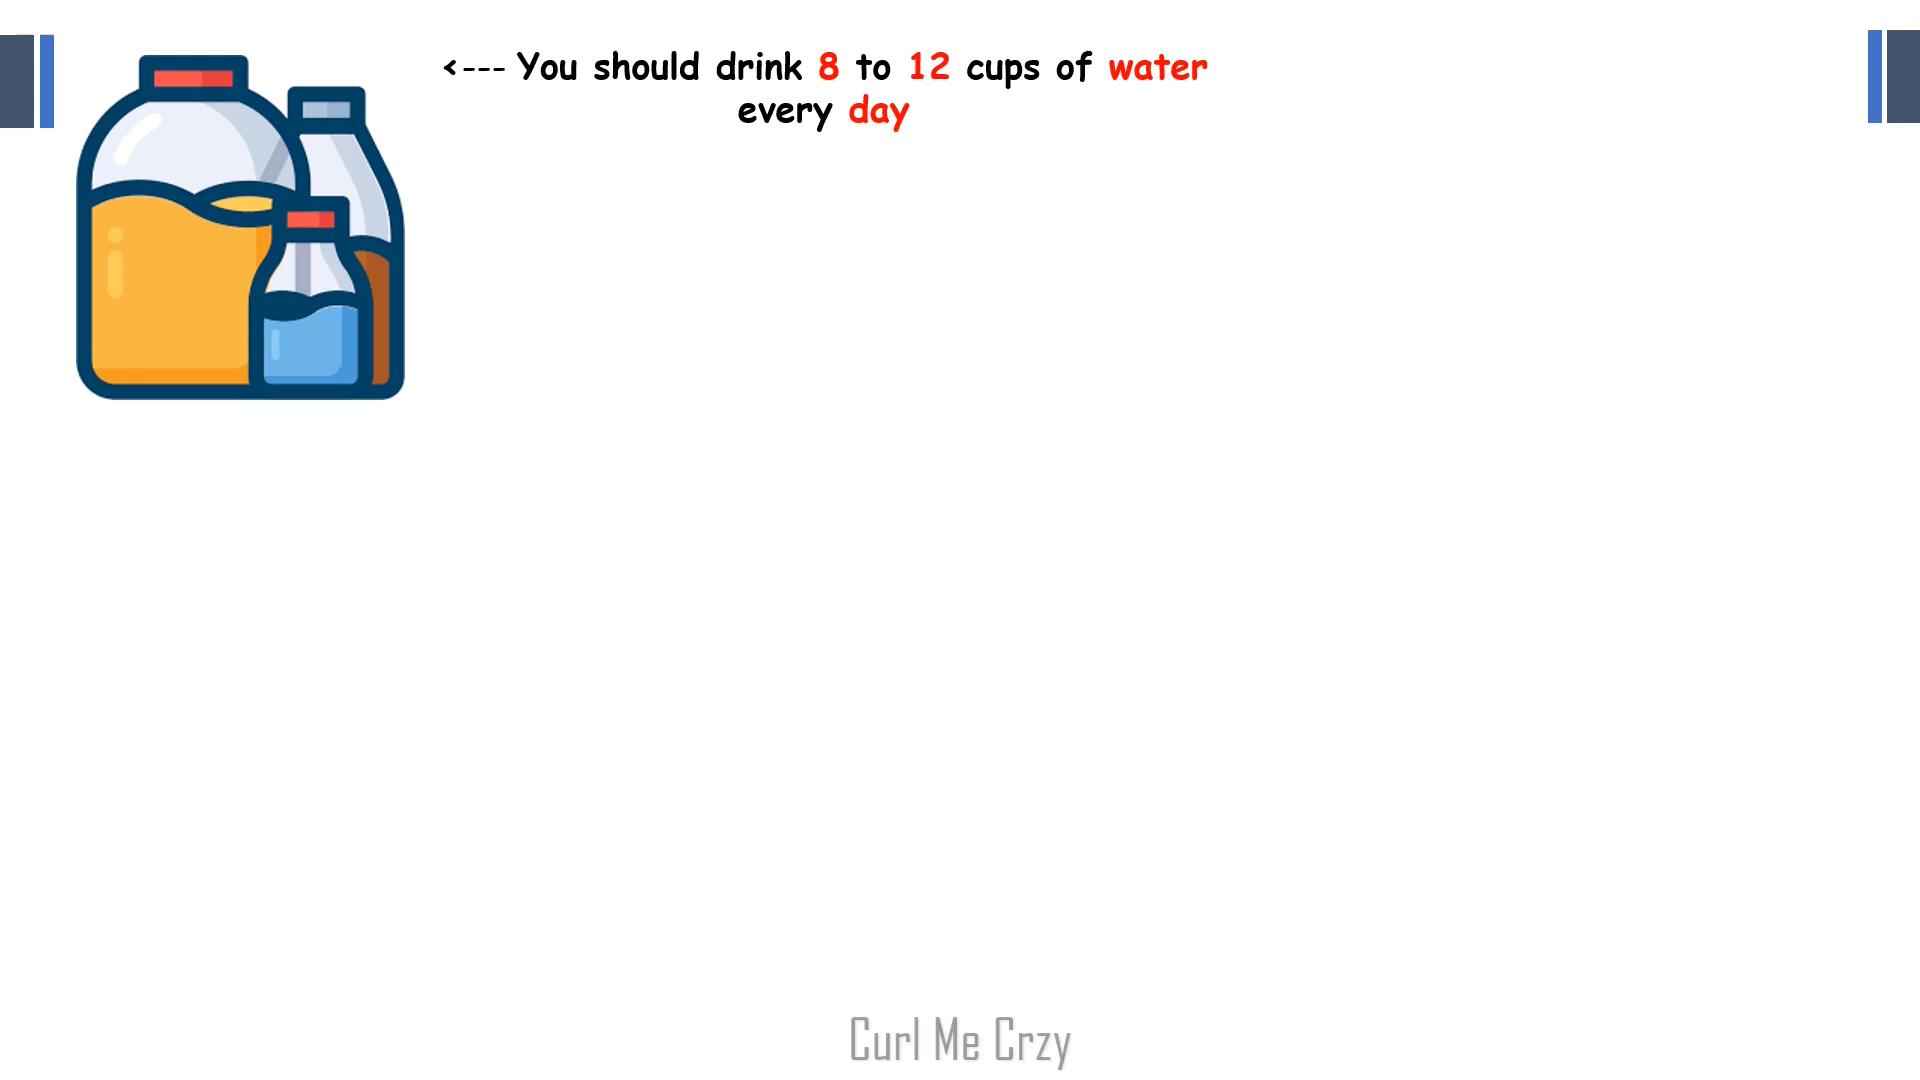 <--- You should drink 8 to 12 cups of water
every day
Curl Me Crzy